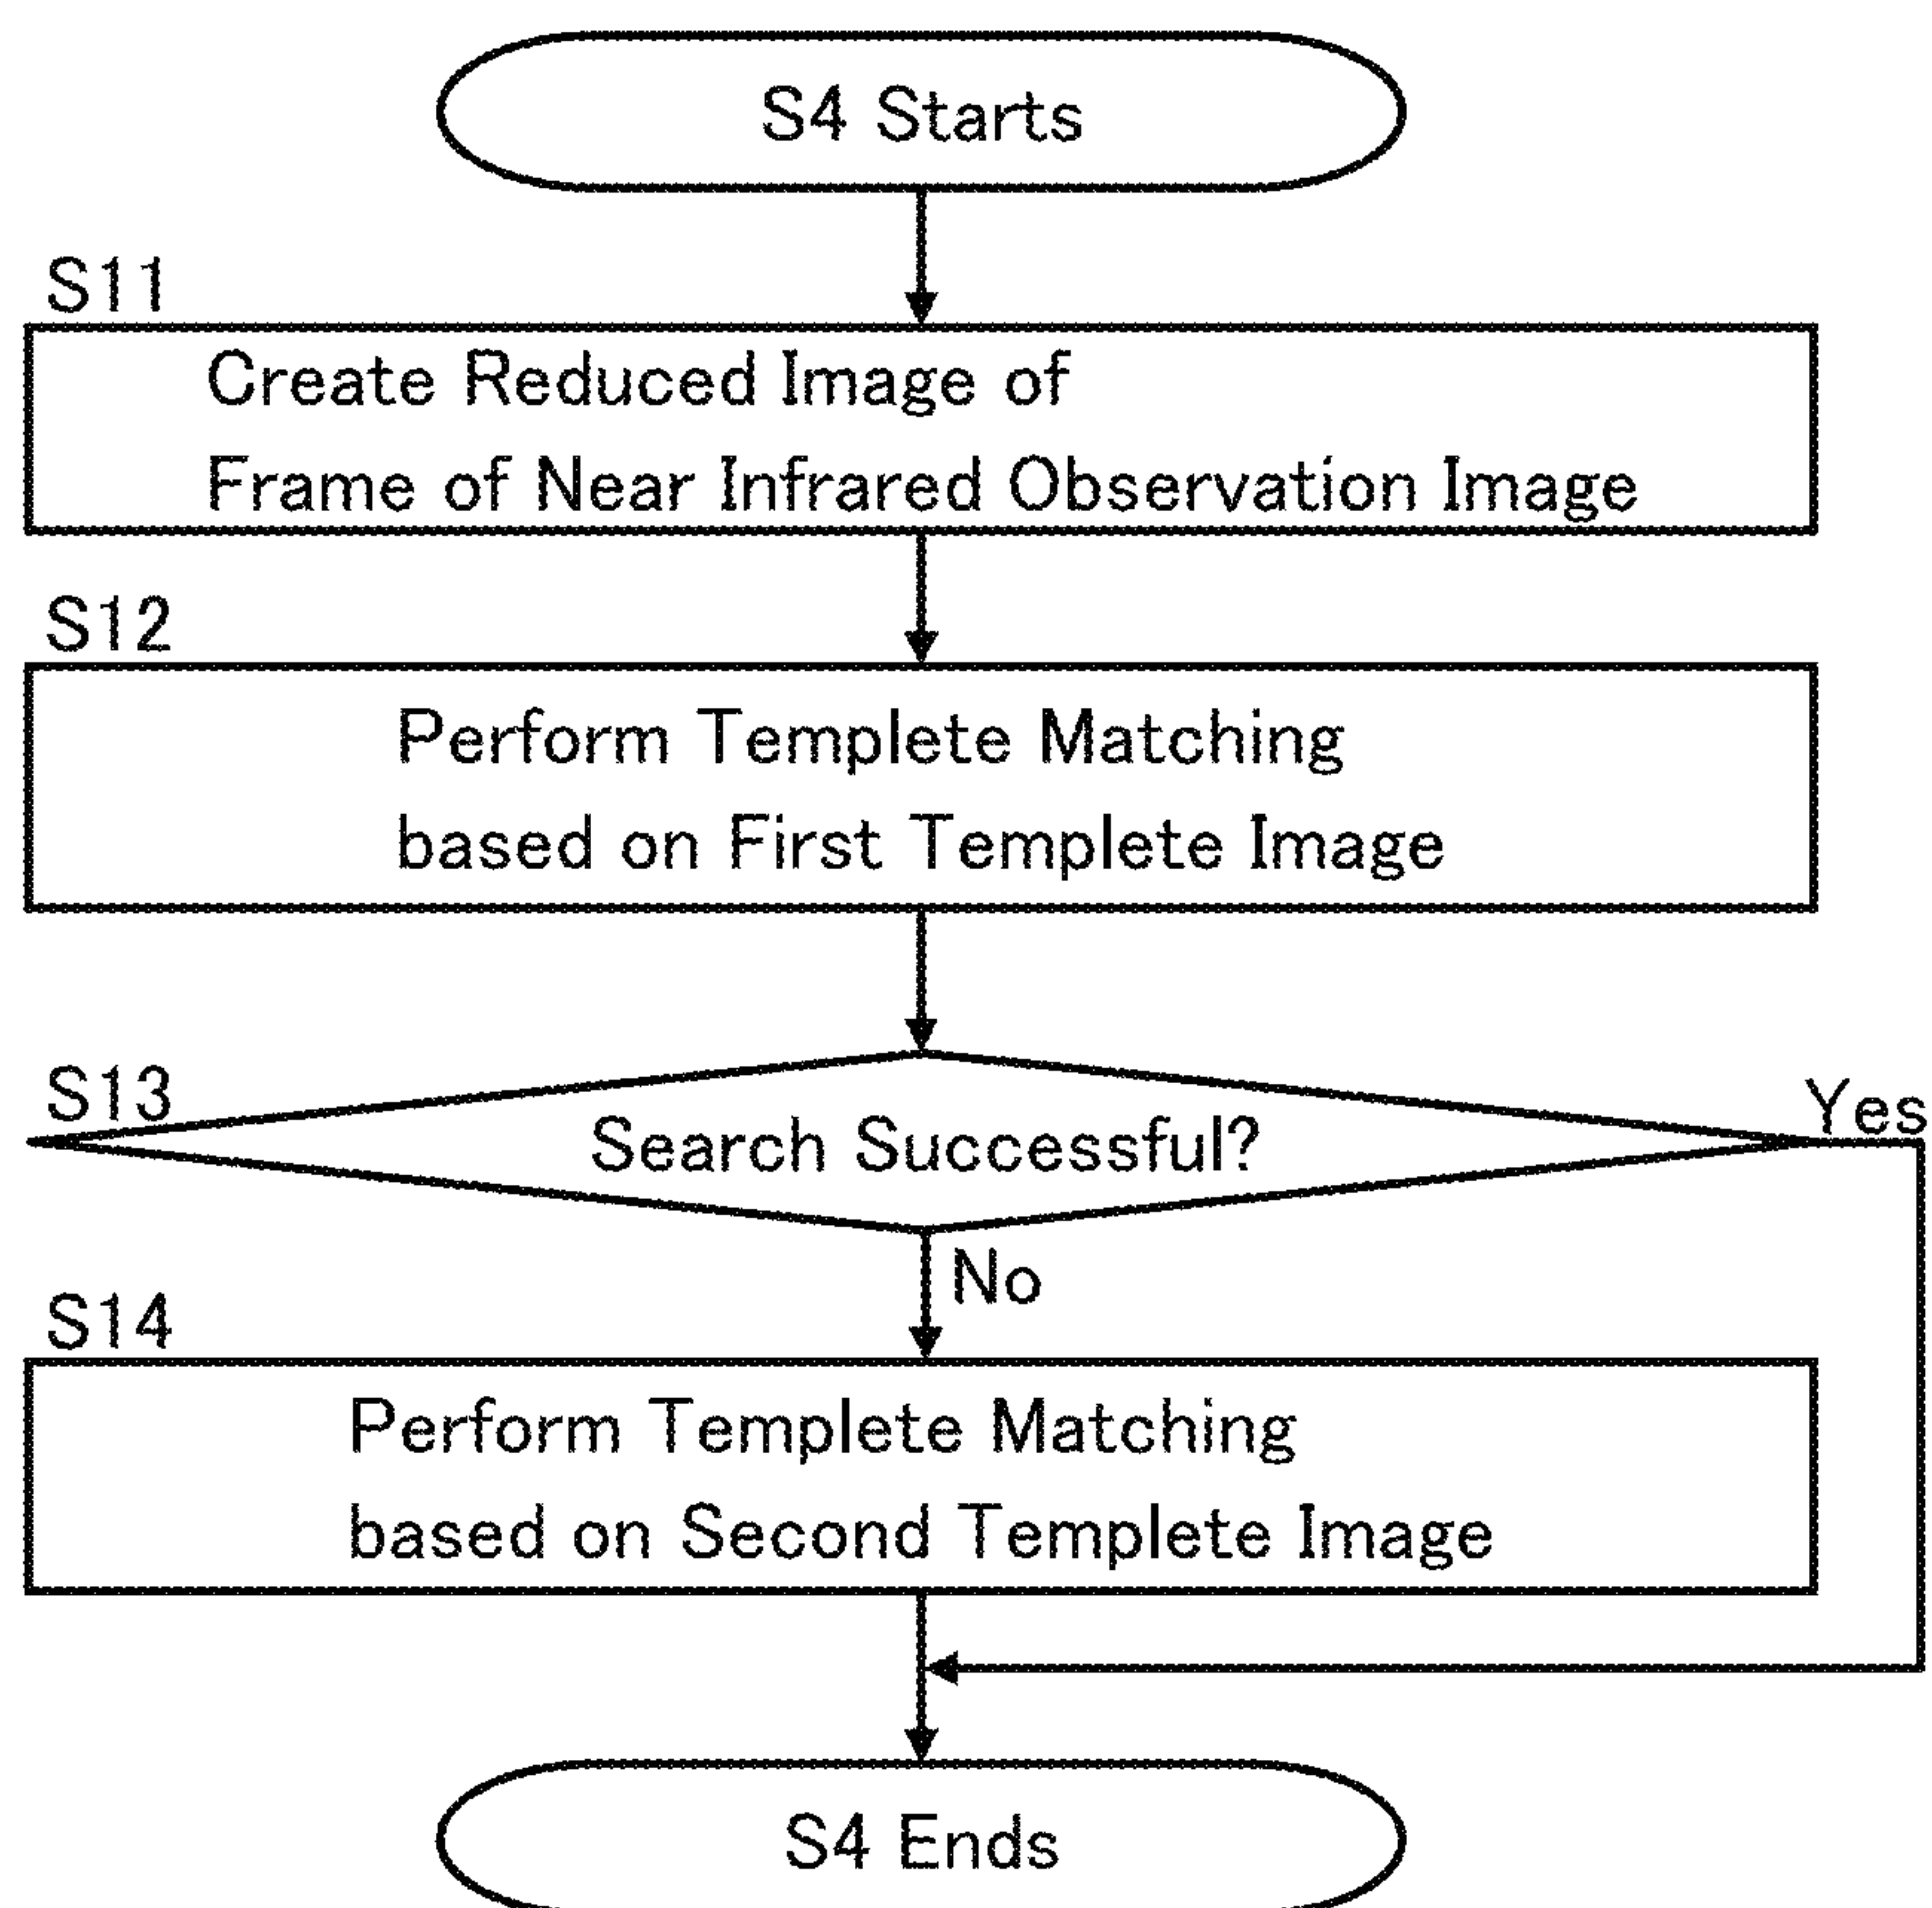 S4 Starts
S11
Create Reduced Image of
Frame of Near Infrared Observation Image
S12
Perform Templete Matching
based on First Templete Image
S13
Search Successful?
Yes
No
S14
Perform Templete Matching
based on Second Templete Image
S4 Ends